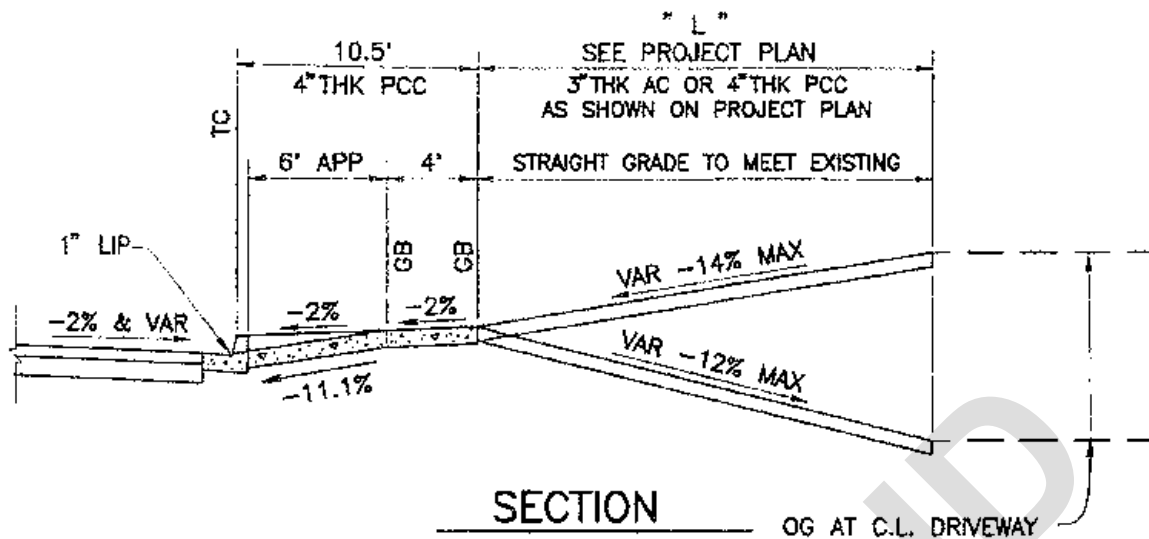 " L "
10.5'
SEE PROJECT PLAN
4" THK PCC
3" THK AC OR 4" THK PCC
AS SHOWN ON PROJECT PLAN
TC
6' APP
4'
STRAIGHT GRADE TO MEET EXISTING
1" LIP
GB
GB
VAR -14% MAX
-2% & VAR
-2%
-2%
VAR -12% MAX
-11.1%
SECTION
OG AT C.L. DRIVEWAY